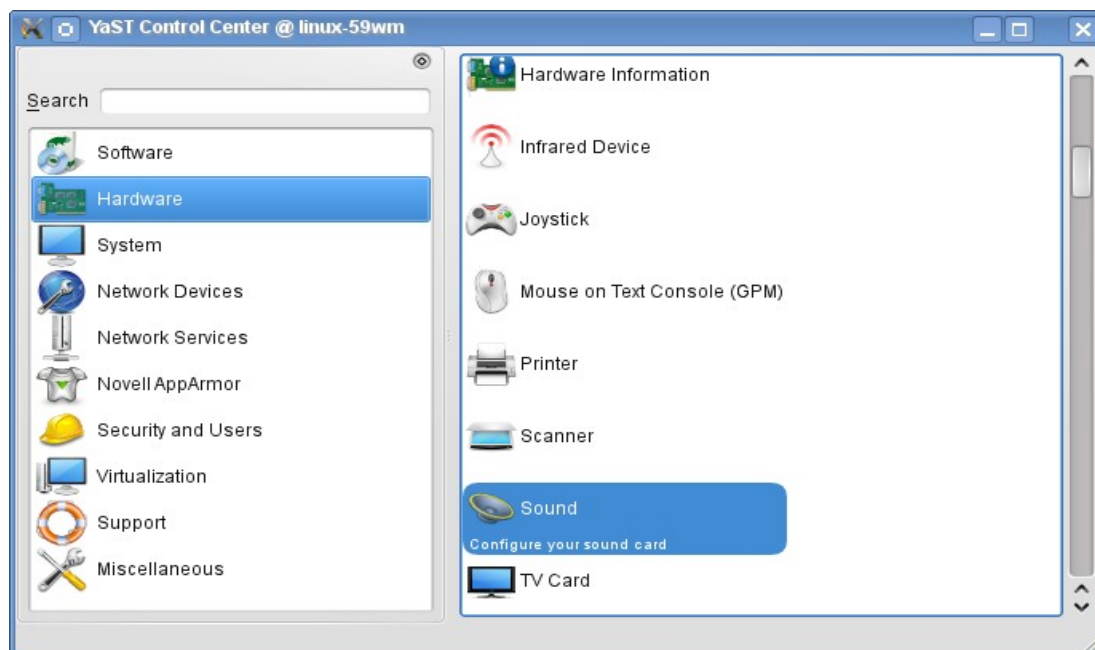 YaST Control Center @ linux-59wm
Search
Software
Hardware
System
Network Devices
Network Services
Novell AppArmor
Security and Users
Virtualization
Support
Miscellaneous
Hardware Information
Infrared Device
Joystick
Mouse on Text Console (GPM)
Printer
Scanner
Sound
Configure your sound card
TV Card